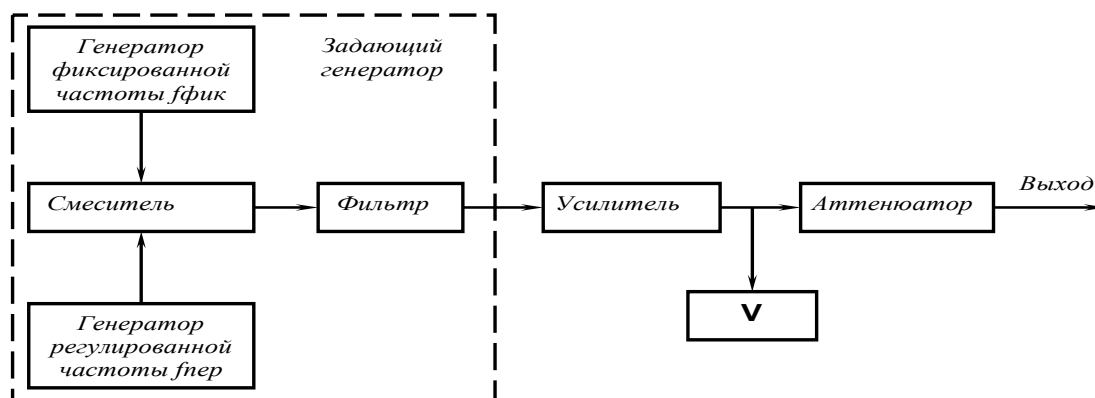 Генератор
фиксированной
частоты fфик
Задающий
генератор
Смеситель
Фильтр
Усилитель
Аттенюатор
Выход
V
Генератор
регулированной
частоты fпер